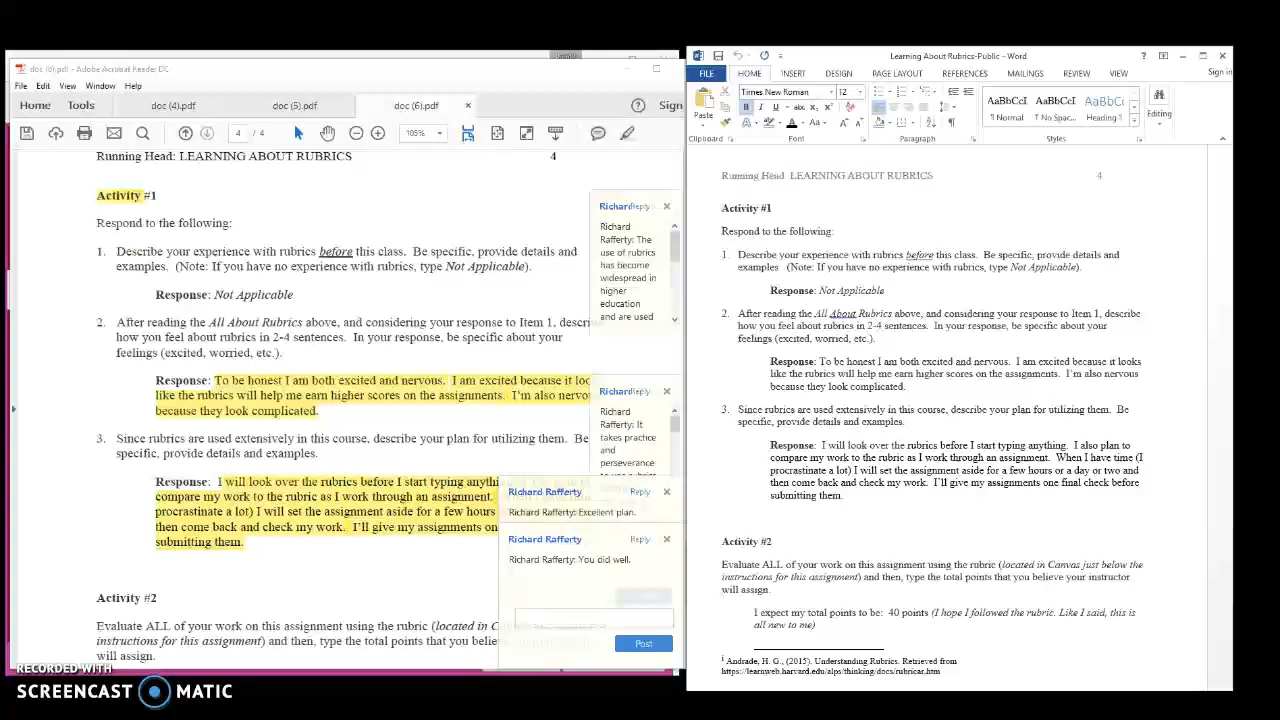 doc (6).pdf - Adobe Acrobat Reader DC
File Edit View Window Help
Home Tools doc (4).pdf doc (5).pdf doc (6).pdf × ? Sign
4 / 4 105%
Running Head: LEARNING ABOUT RUBRICS 4
Activity #1
Respond to the following:
1. Describe your experience with rubrics before this class. Be specific, provide details and
examples. (Note: If you have no experience with rubrics, type Not Applicable).
Response: Not Applicable
2. After reading the All About Rubrics above, and considering your response to Item 1, descri
how you feel about rubrics in 2-4 sentences. In your response, be specific about your
feelings (excited, worried, etc.).
Response: To be honest I am both excited and nervous. I am excited because it loo
like the rubrics will help me earn higher scores on the assignments. I'm also nervo
because they look complicated.
3. Since rubrics are used extensively in this course, describe your plan for utilizing them. Be
specific, provide details and examples.
Response: I will look over the rubrics before I start typing anythin
compare my work to the rubric as I work through an assignment.
procrastinate a lot) I will set the assignment aside for a few hours
then come back and check my work. I'll give my assignments on
submitting them.
Activity #2
Evaluate ALL of your work on this assignment using the rubric (located in C
instructions for this assignment) and then, type the total points that you believe
will assign.
Richard Reply ×
Richard
Rafferty: The
use of rubrics
has become
widespread in
higher
education
and are used
Richard Reply ×
Richard
Rafferty: It
takes practice
and
perseverance
Richard Rafferty Reply ×
Richard Rafferty: Excellent plan.
Richard Rafferty Reply ×
Richard Rafferty: You did well.
Post
RECORDED WITH
SCREENCAST MATIC
Learning About Rubrics-Public - Word
FILE HOME INSERT DESIGN PAGE LAYOUT REFERENCES MAILINGS REVIEW VIEW Sign in
Times New Roman 12
B I U abc X₂ X²
Paste
AaBbCcI AaBbCcI AaBbC
¶ Normal ¶ No Spac... Heading 1
Editing
Clipboard Font Paragraph Styles
Running Head LEARNING ABOUT RUBRICS 4
Activity #1
Respond to the following:
1. Describe your experience with rubrics before this class. Be specific, provide details and
examples (Note: If you have no experience with rubrics, type Not Applicable).
Response: Not Applicable
2. After reading the All About Rubrics above, and considering your response to Item 1, describe
how you feel about rubrics in 2-4 sentences. In your response, be specific about your
feelings (excited, worried, etc.).
Response: To be honest I am both excited and nervous. I am excited because it looks
like the rubrics will help me earn higher scores on the assignments. I'm also nervous
because they look complicated.
3. Since rubrics are used extensively in this course, describe your plan for utilizing them. Be
specific, provide details and examples.
Response: I will look over the rubrics before I start typing anything. I also plan to
compare my work to the rubric as I work through an assignment. When I have time (I
procrastinate a lot) I will set the assignment aside for a few hours or a day or two and
then come back and check my work. I'll give my assignments one final check before
submitting them.
Activity #2
Evaluate ALL of your work on this assignment using the rubric (located in Canvas just below the
instructions for this assignment) and then, type the total points that you believe your instructor
will assign.
I expect my total points to be: 40 points (I hope I followed the rubric. Like I said, this is
all new to me)
1 Andrade, H. G., (2015). Understanding Rubrics. Retrieved from
https://learnweb.harvard.edu/alps/thinking/docs/rubricar.htm